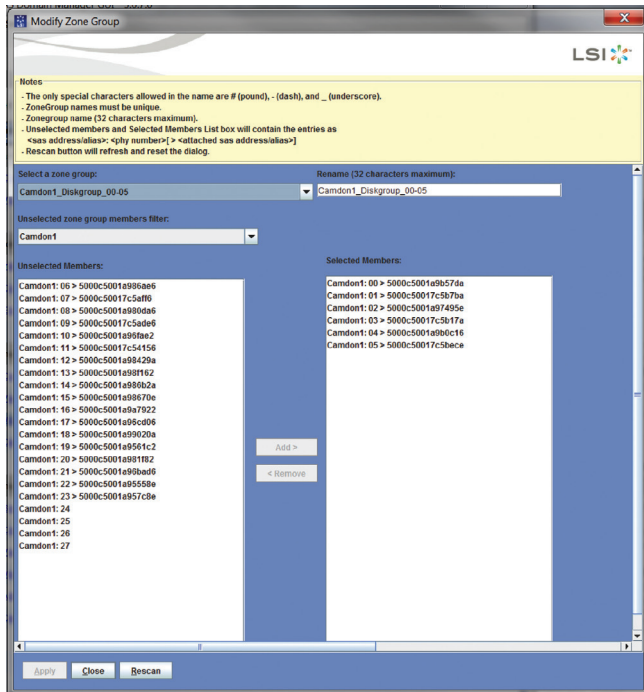 Modify Zone Group
LSI
Notes
- The only special characters allowed in the name are # (pound), - (dash), and _ (underscore).
- ZoneGroup names must be unique.
- Zonegroup name (32 characters maximum).
- Unselected members and Selected Members List box will contain the entries as
<sas address/alias>: <phy number>[ > <attached sas address/alias>]
- Rescan button will refresh and reset the dialog.
Select a zone group:
Rename (32 characters maximum):
Camdon1_Diskgroup_00-05
Camdon1_Diskgroup_00-05
Unselected zone group members filter:
Camdon1
Unselected Members:
Selected Members:
Camdon1: 06 > 5000c5001a986ae6
Camdon1: 07 > 5000c50017c5aff6
Camdon1: 08 > 5000c5001a980da6
Camdon1: 09 > 5000c50017c5ade6
Camdon1: 10 > 5000c5001a96fae2
Camdon1: 11 > 5000c50017c54156
Camdon1: 12 > 5000c5001a98429a
Camdon1: 13 > 5000c5001a98f162
Camdon1: 14 > 5000c5001a986b2a
Camdon1: 15 > 5000c5001a98670e
Camdon1: 16 > 5000c5001a9a7922
Camdon1: 17 > 5000c5001a96cd06
Camdon1: 18 > 5000c5001a99020a
Camdon1: 19 > 5000c5001a9561c2
Camdon1: 20 > 5000c5001a981f82
Camdon1: 21 > 5000c5001a96bad6
Camdon1: 22 > 5000c5001a95558e
Camdon1: 23 > 5000c5001a957c8e
Camdon1: 24
Camdon1: 25
Camdon1: 26
Camdon1: 27
Camdon1: 00 > 5000c5001a9b57da
Camdon1: 01 > 5000c50017c5b7ba
Camdon1: 02 > 5000c5001a97495e
Camdon1: 03 > 5000c50017c5b17a
Camdon1: 04 > 5000c5001a9b0c16
Camdon1: 05 > 5000c50017c5bece
Add >
< Remove
Apply
Close
Rescan